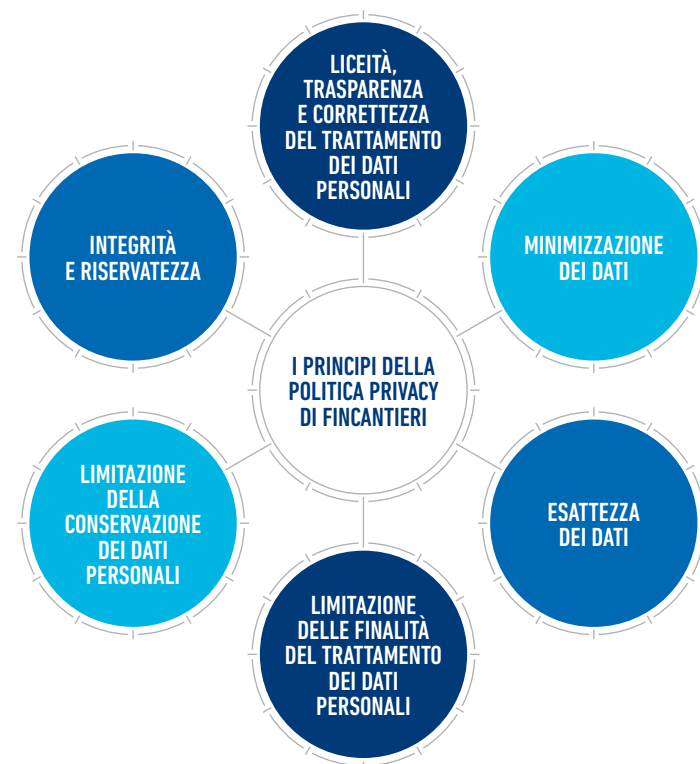 LICEITÀ,
TRASPARENZA
E CORRETTEZZA
DEL TRATTAMENTO
DEI DATI
PERSONALI
INTEGRITÀ
E RISERVATEZZA
MINIMIZZAZIONE
DEI DATI
I PRINCIPI DELLA
POLITICA PRIVACY
DI FINCANTIERI
LIMITAZIONE
DELLA
CONSERVAZIONE
DEI DATI
PERSONALI
ESATTEZZA
DEI DATI
LIMITAZIONE
DELLE FINALITÀ
DEL TRATTAMENTO
DEI DATI
PERSONALI